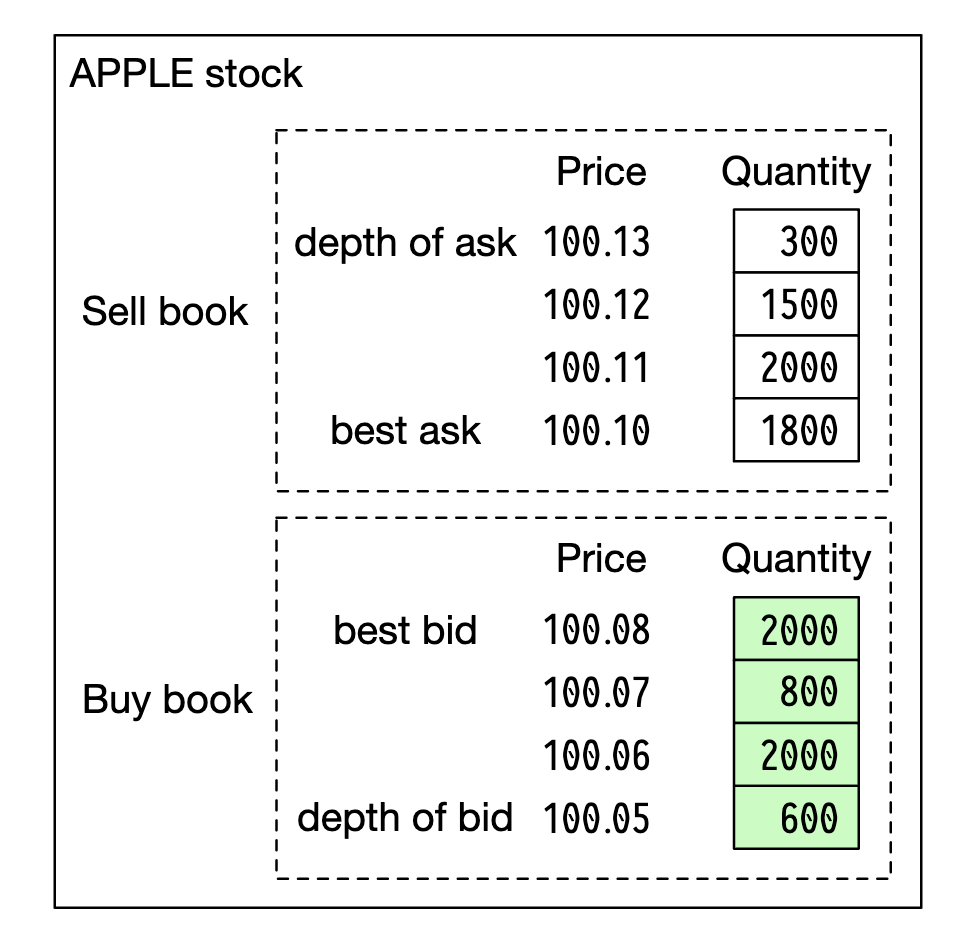 APPLE stock
Price Quantity
depth of ask 100.13 300
Sell book
100.12 1500
100.11 2000
best ask 100.10 1800
Price Quantity
best bid 100.08 2000
Buy book
100.07 800
100.06 2000
depth of bid 100.05 600